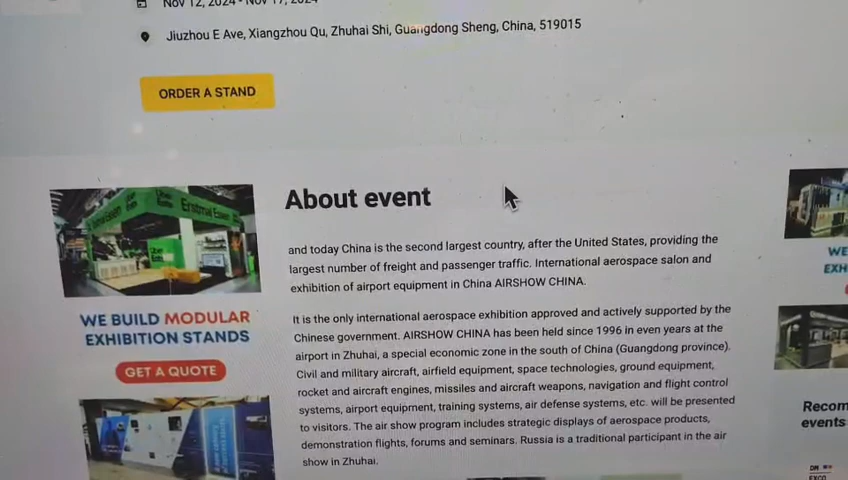 Nov 12, 2024 - Nov 17, 2024
Jiuzhou E Ave, Xiangzhou Qu, Zhuhai Shi, Guangdong Sheng, China, 519015
ORDER A STAND
About event
and today China is the second largest country, after the United States, providing the
largest number of freight and passenger traffic. International aerospace salon and
exhibition of airport equipment in China AIRSHOW CHINA.
It is the only international aerospace exhibition approved and actively supported by the
Chinese government. AIRSHOW CHINA has been held since 1996 in even years at the
airport in Zhuhai, a special economic zone in the south of China (Guangdong province).
Civil and military aircraft, airfield equipment, space technologies, ground equipment,
rocket and aircraft engines, missiles and aircraft weapons, navigation and flight control
systems, airport equipment, training systems, air defense systems, etc. will be presented
to visitors. The air show program includes strategic displays of aerospace products,
demonstration flights, forums and seminars. Russia is a traditional participant in the air
show in Zhuhai.
WE BUILD MODULAR
EXHIBITION STANDS
GET A QUOTE
WE
EXH
Recom
events
EXCO